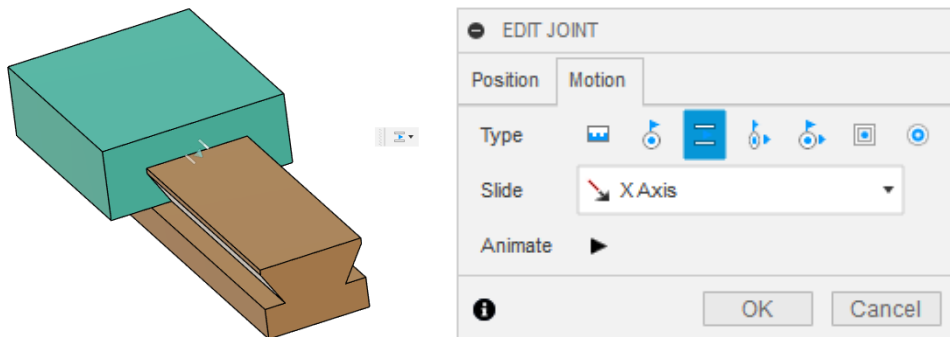 EDIT JOINT
Position Motion
Type
Slide X Axis
Animate
OK Cancel